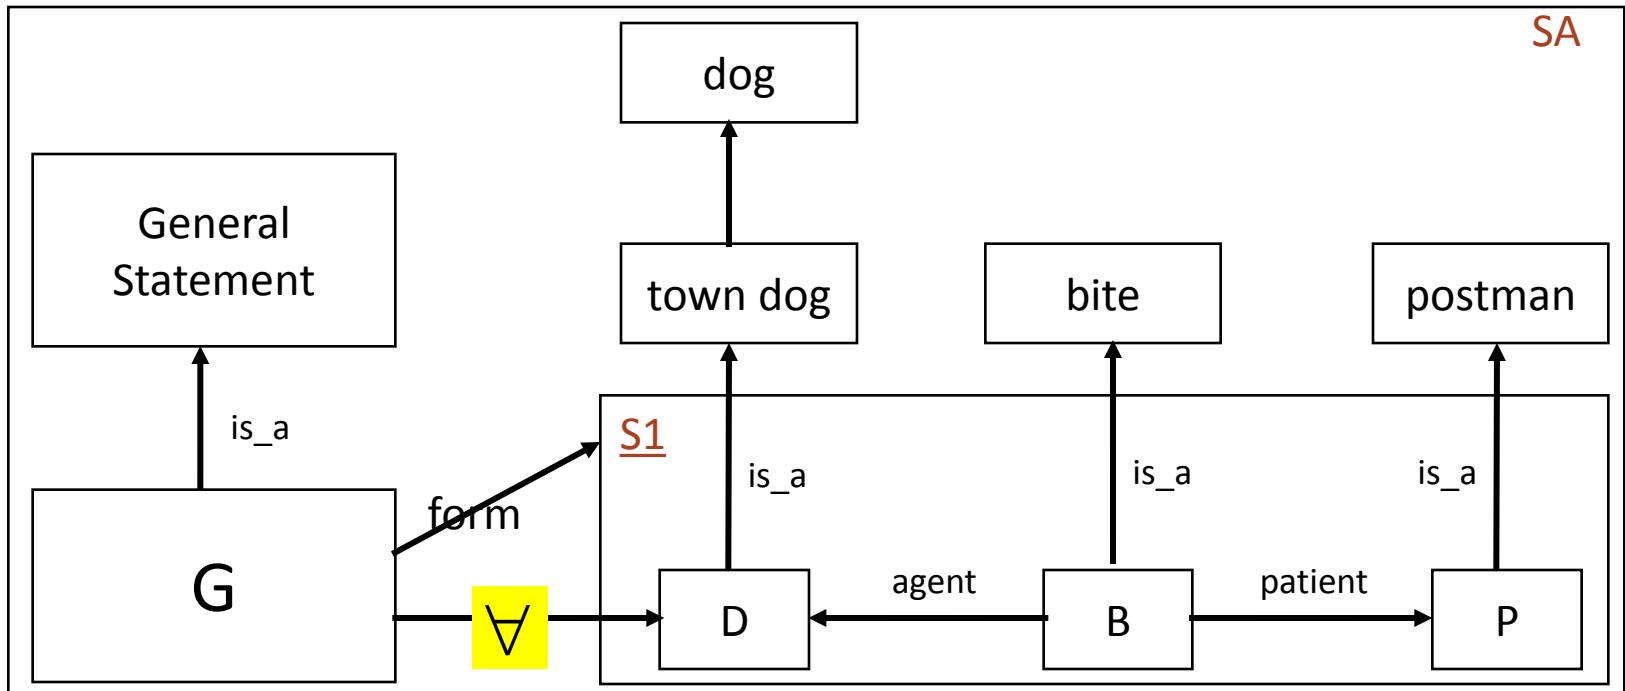 SA
dog
General
Statement
town dog
bite
postman
is_a
S1
is_a
is_a
is_a
form
G
∀
D
agent
B
patient
P